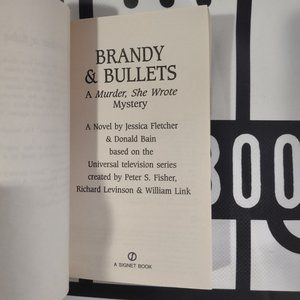 BRANDY
& BULLETS
A Murder, She Wrote
Mystery
A Novel by Jessica Fletcher
& Donald Bain
based on the
Universal television series
created by Peter S. Fisher,
Richard Levinson & William Link
A SIGNET BOOK
BOO